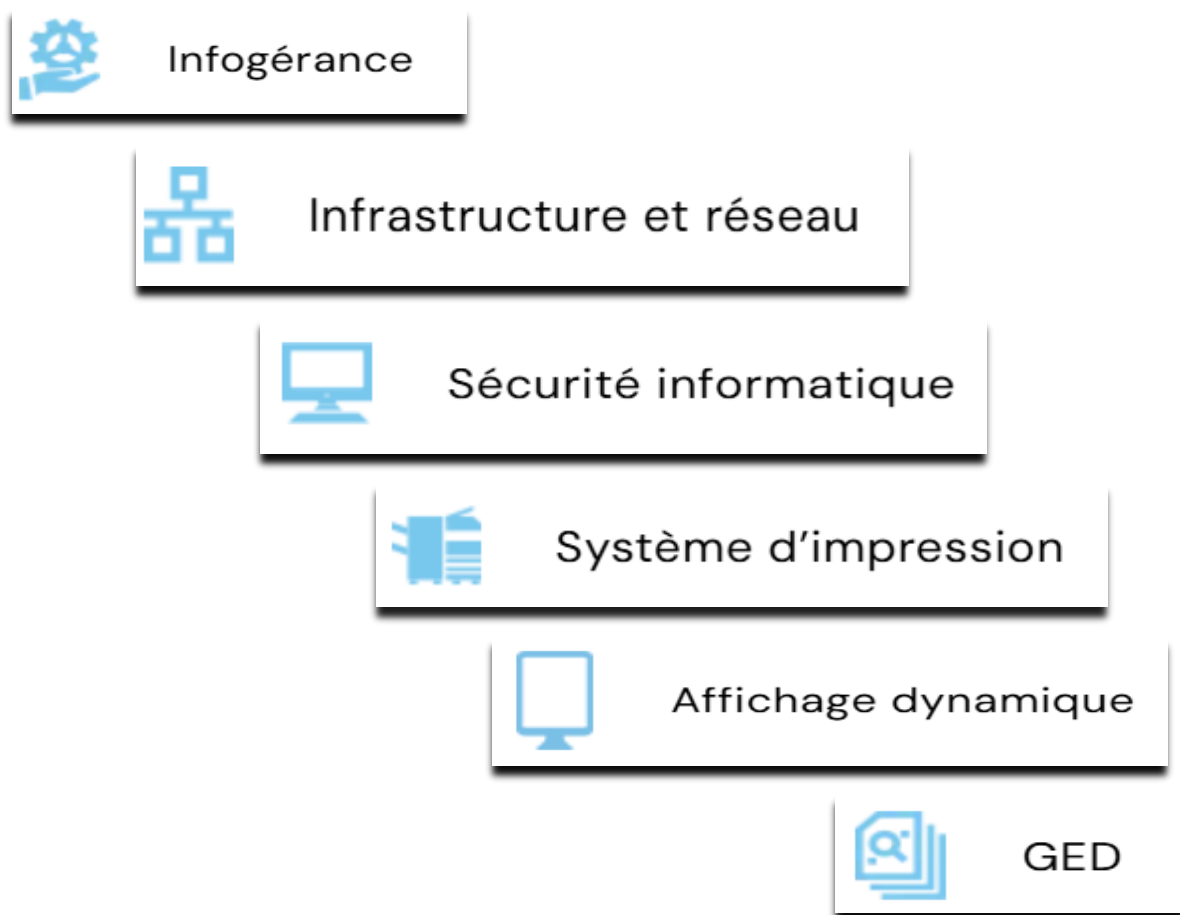 Infogérance
Infrastructure et réseau
Sécurité informatique
Système d’impression
Affichage dynamique
GED